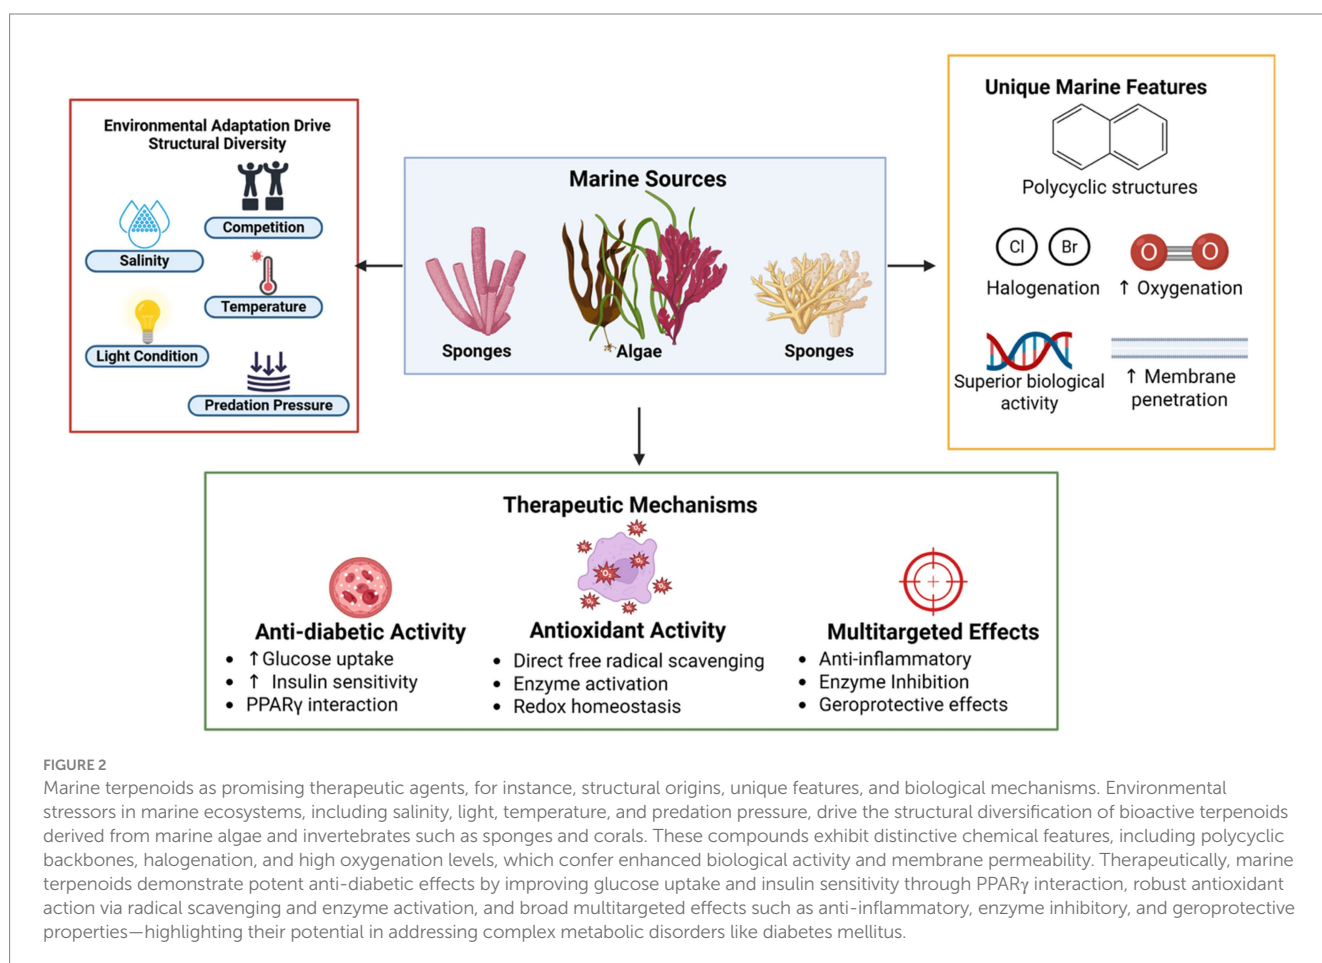 Environmental Adaptation Drive
Structural Diversity
Competition
Salinity
Temperature
Light Condition
Predation Pressure
Marine Sources
Sponges
Algae
Sponges
Unique Marine Features
Polycyclic structures
Cl
Br
Halogenation
O
O
↑ Oxygenation
Superior biological
activity
↑ Membrane
penetration
Therapeutic Mechanisms
Anti-diabetic Activity
• ↑Glucose uptake
• ↑ Insulin sensitivity
• PPARγ interaction
Antioxidant Activity
• Direct free radical scavenging
• Enzyme activation
• Redox homeostasis
Multitargeted Effects
• Anti-inflammatory
• Enzyme Inhibition
• Geroprotective effects
FIGURE 2
Marine terpenoids as promising therapeutic agents, for instance, structural origins, unique features, and biological mechanisms. Environmental
stressors in marine ecosystems, including salinity, light, temperature, and predation pressure, drive the structural diversification of bioactive terpenoids
derived from marine algae and invertebrates such as sponges and corals. These compounds exhibit distinctive chemical features, including polycyclic
backbones, halogenation, and high oxygenation levels, which confer enhanced biological activity and membrane permeability. Therapeutically, marine
terpenoids demonstrate potent anti-diabetic effects by improving glucose uptake and insulin sensitivity through PPARγ interaction, robust antioxidant
action via radical scavenging and enzyme activation, and broad multitargeted effects such as anti-inflammatory, enzyme inhibitory, and geroprotective
properties—highlighting their potential in addressing complex metabolic disorders like diabetes mellitus.